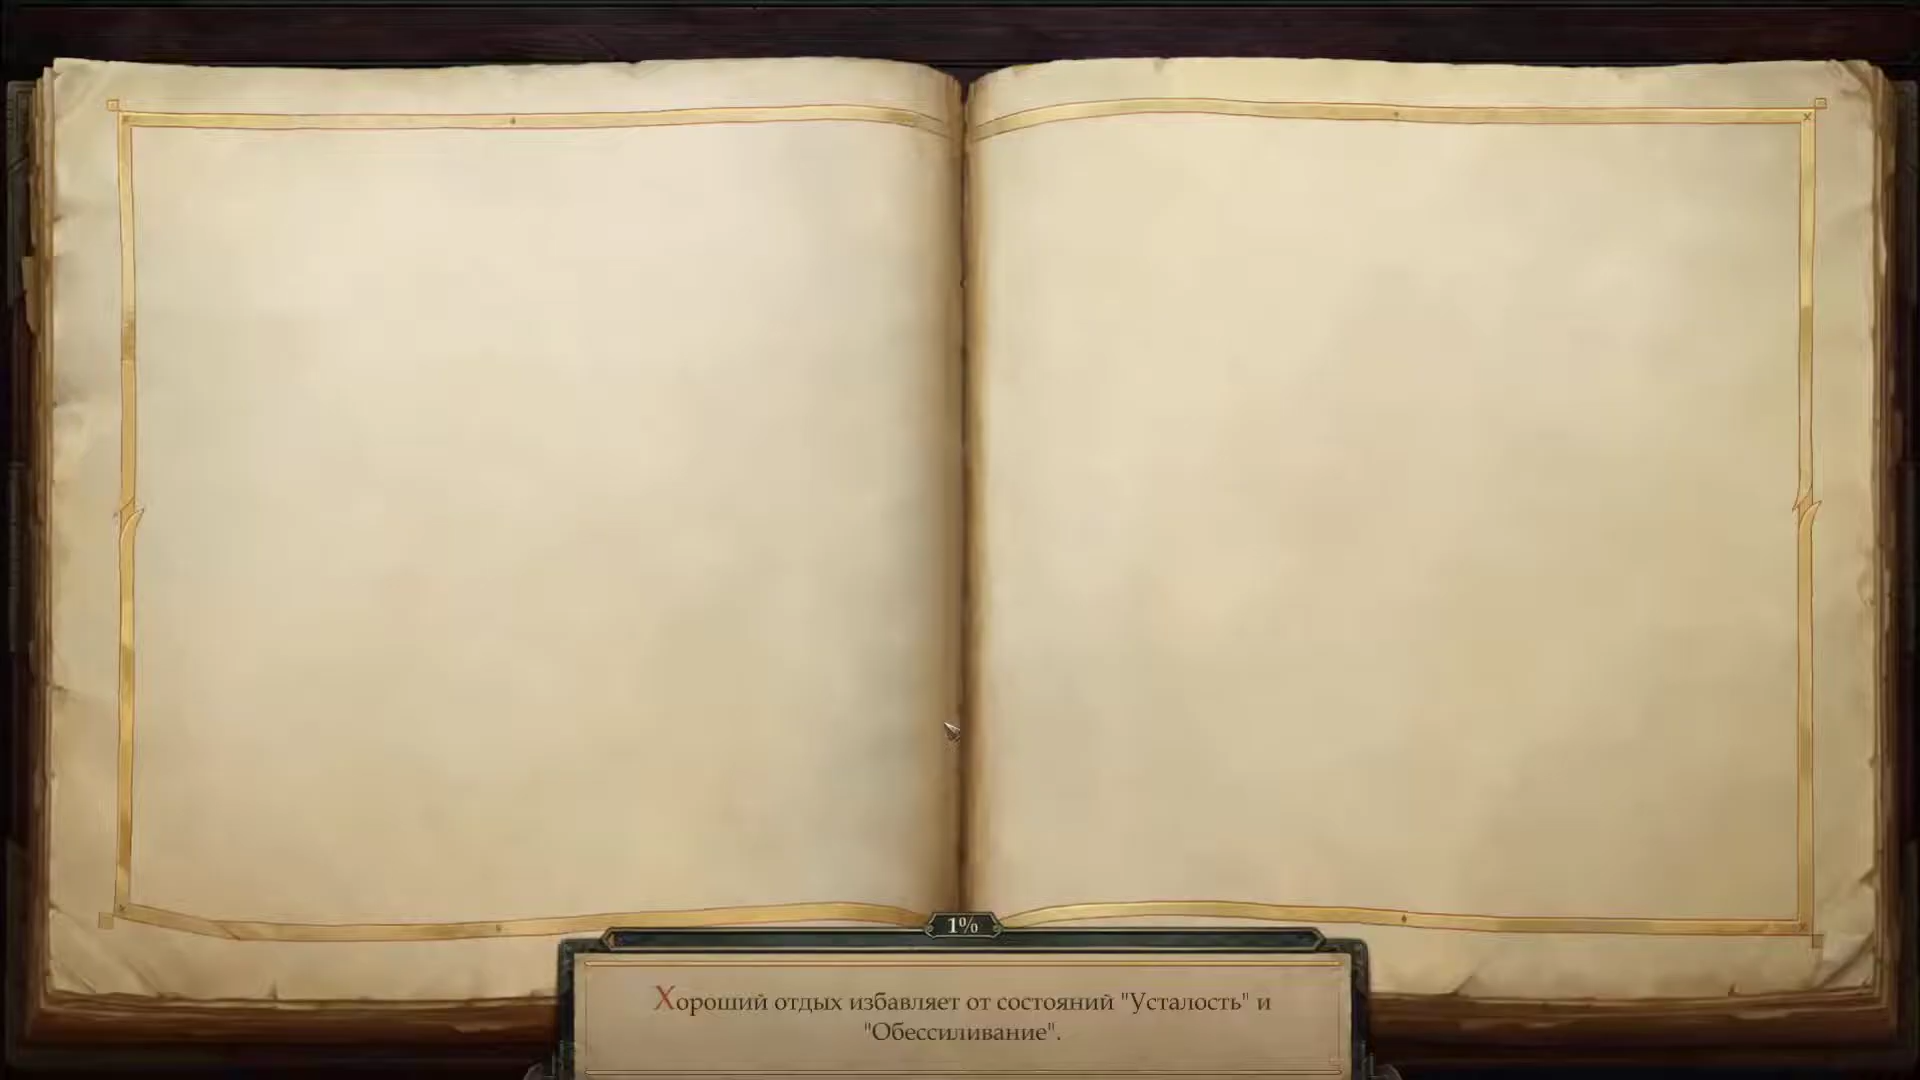 1%
Хороший отдых избавляет от состояний "Усталость" и
"Обессиливание".